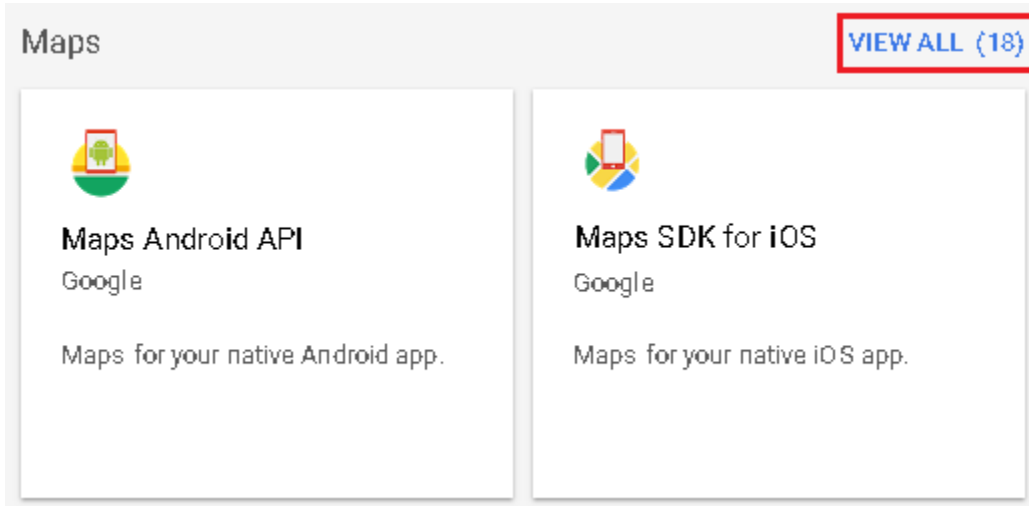 Maps
VIEW ALL (18)
Maps Android API
Google
Maps for your native Android app.
Maps SDK for iOS
Google
Maps for your native iOS app.